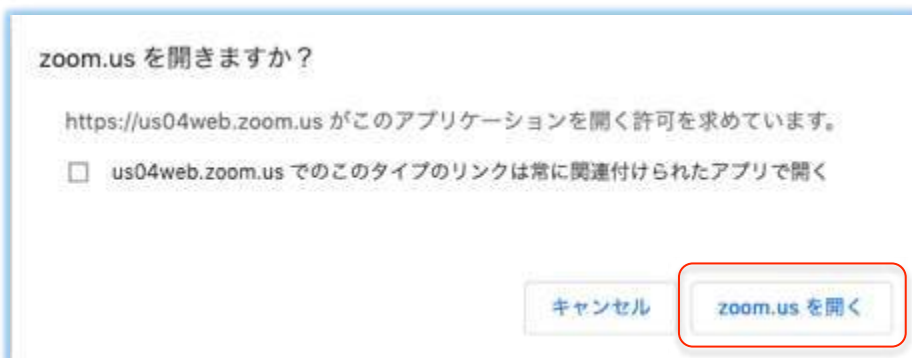 zoom.us を開きますか？
https://us04web.zoom.us がこのアプリケーションを開く許可を求めています。
us04web.zoom.us でのこのタイプのリンクは常に関連付けられたアプリで開く
キャンセル
zoom.us を開く